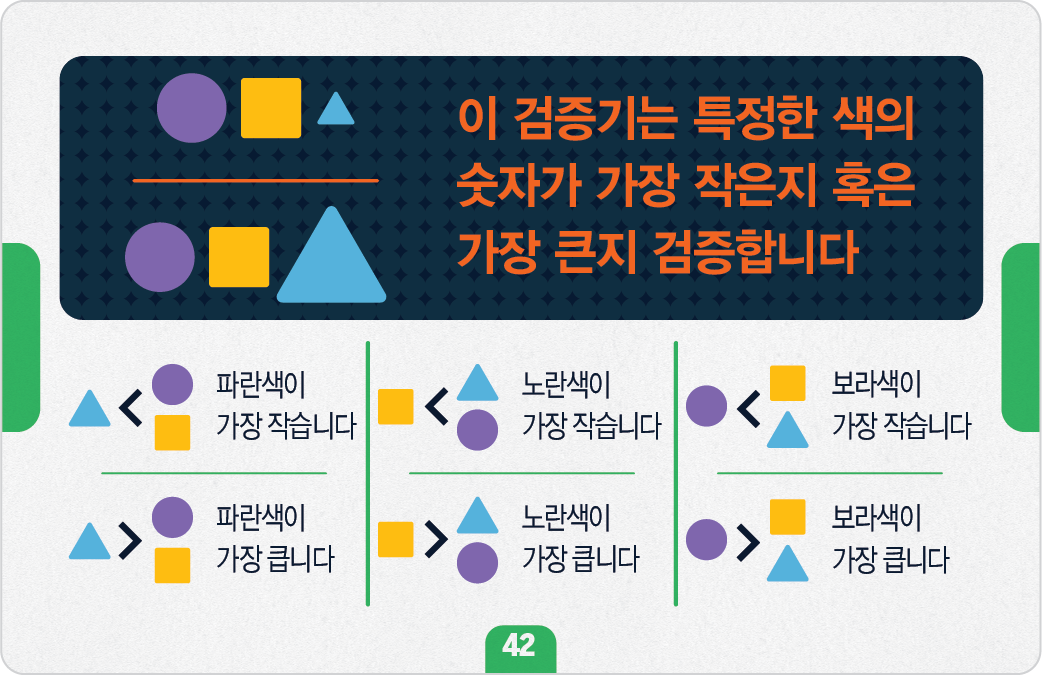 이 검증기는 특정한 색의
숫자가 가장 작은지 혹은
가장 큰지 검증합니다
파란색이
가장 작습니다
노란색이
가장 작습니다
보라색이
가장 작습니다
파란색이
가장 큽니다
노란색이
가장 큽니다
보라색이
가장 큽니다
42